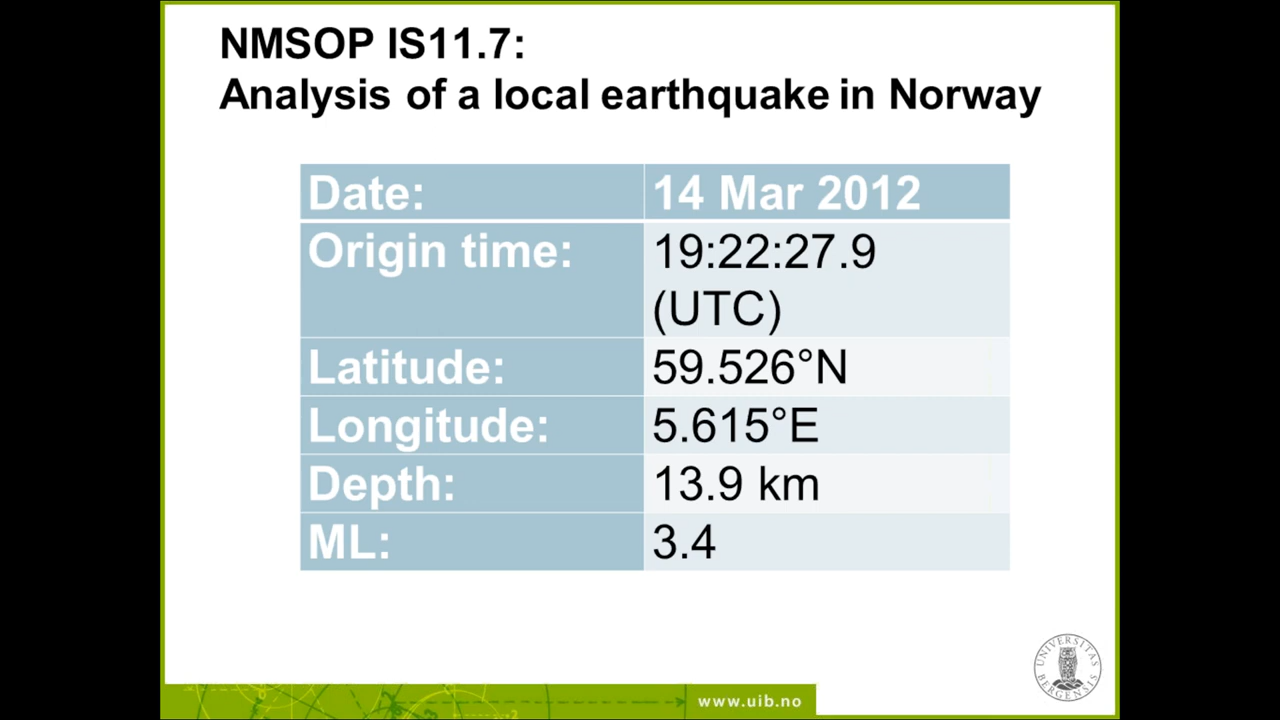 NMSOP IS11.7:
Analysis of a local earthquake in Norway
Date: 14 Mar 2012
Origin time: 19:22:27.9
(UTC)
Latitude: 59.526°N
Longitude: 5.615°E
Depth: 13.9 km
ML: 3.4
UNIVERSITAS
BERGENSIS
www.uib.no